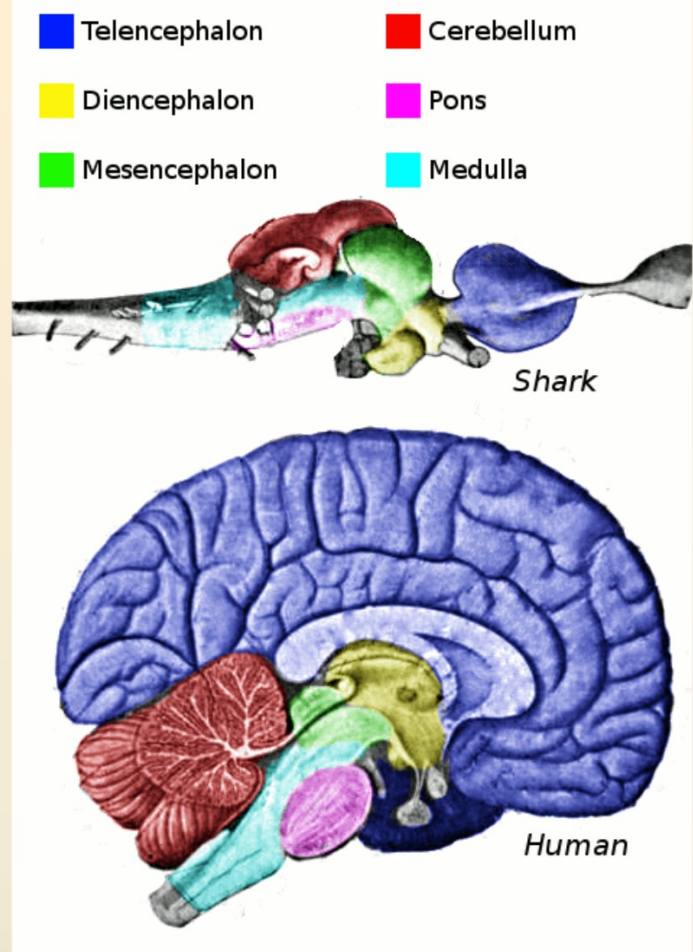 Telencephalon Cerebellum
Diencephalon Pons
Mesencephalon Medulla
Shark
Human